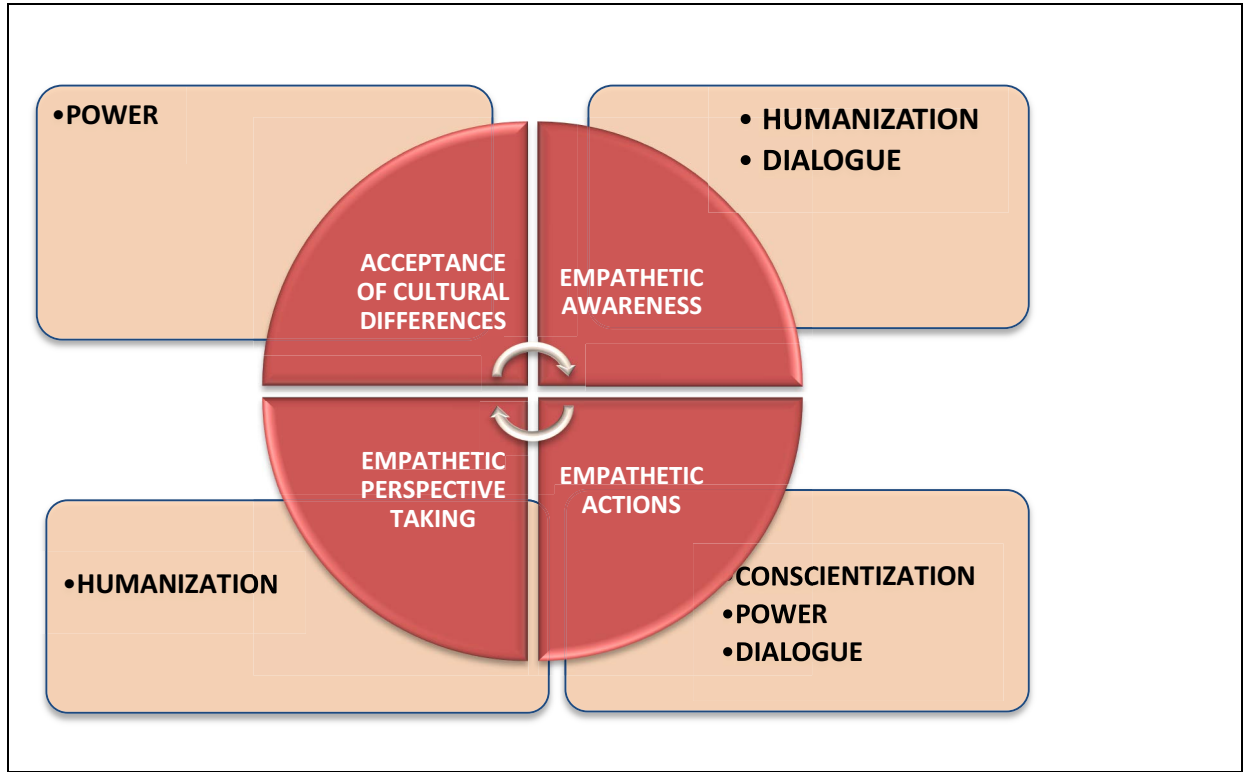 •POWER
• HUMANIZATION
• DIALOGUE
ACCEPTANCE
OF CULTURAL
DIFFERENCES
EMPATHETIC
AWARENESS
EMPATHETIC
PERSPECTIVE
TAKING
EMPATHETIC
ACTIONS
•HUMANIZATION
•CONSCIENTIZATION
•POWER
•DIALOGUE